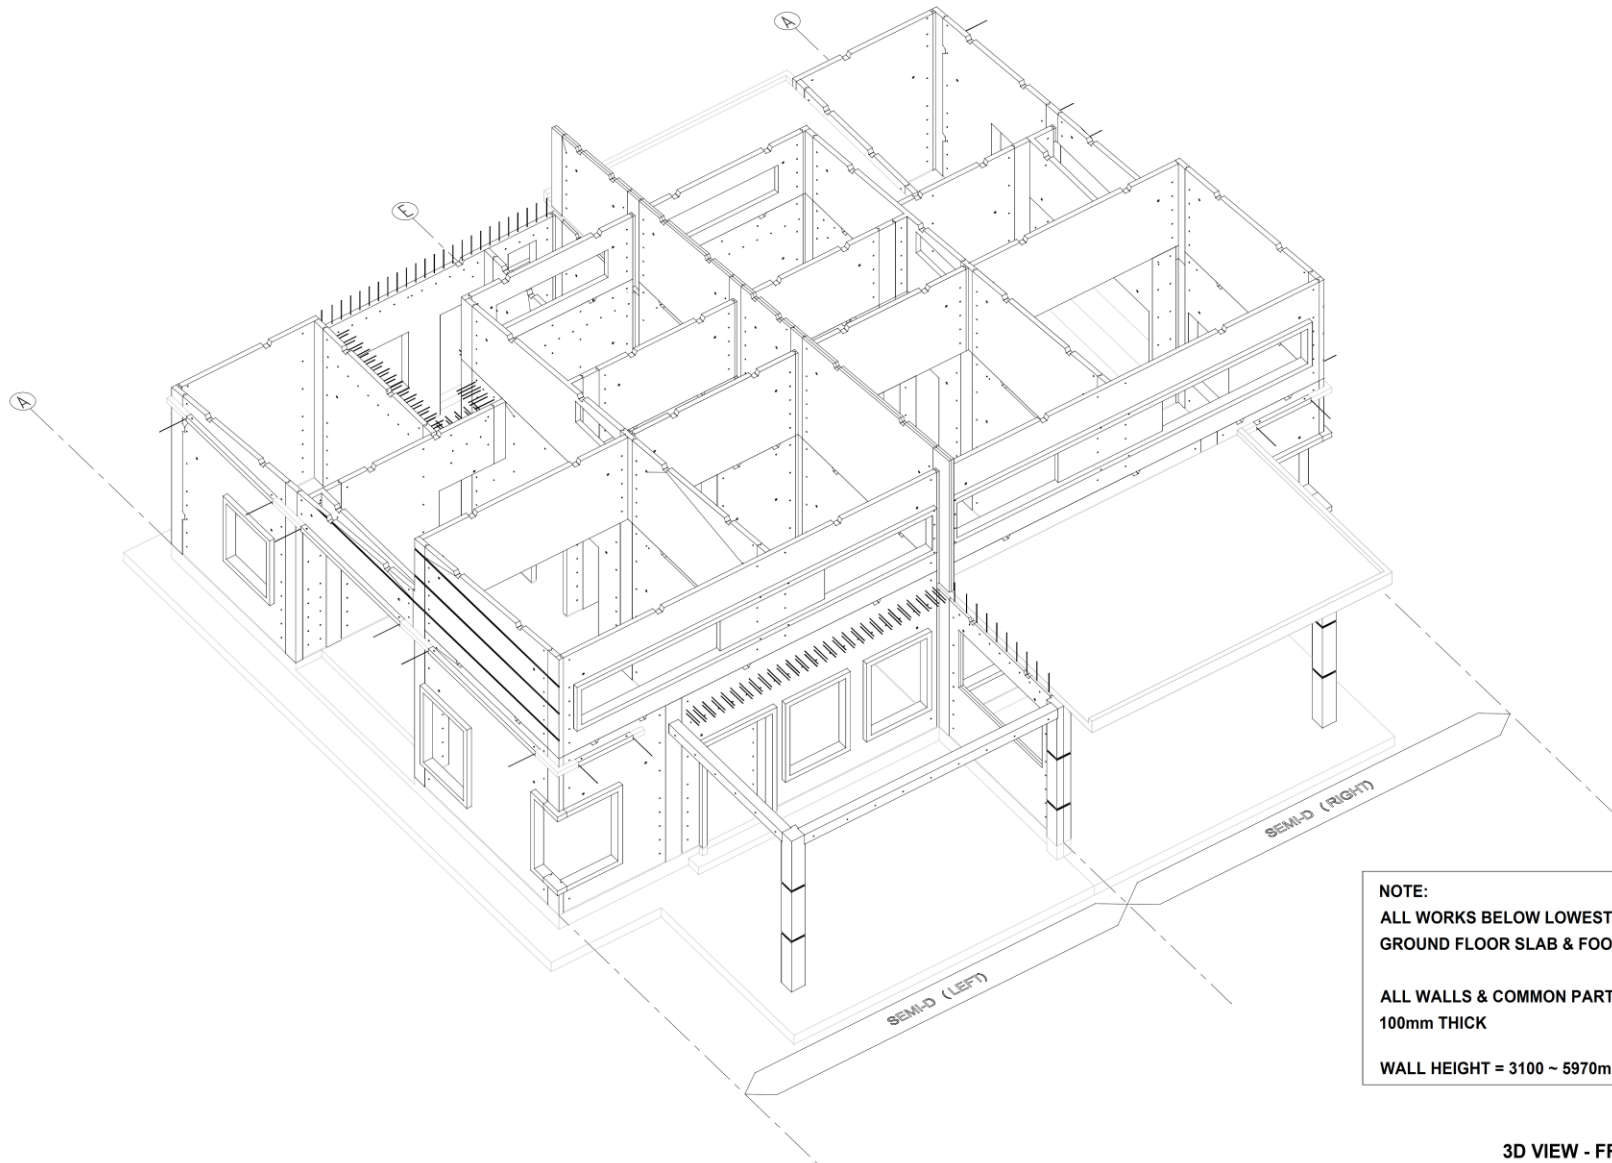 A
A
E
A
SEMI-D (RIGHT)
SEMI-D (LEFT)
NOTE:
ALL WORKS BELOW LOWEST
GROUND FLOOR SLAB & FOO
ALL WALLS & COMMON PART
100mm THICK
WALL HEIGHT = 3100 ~ 5970m
3D VIEW - FR